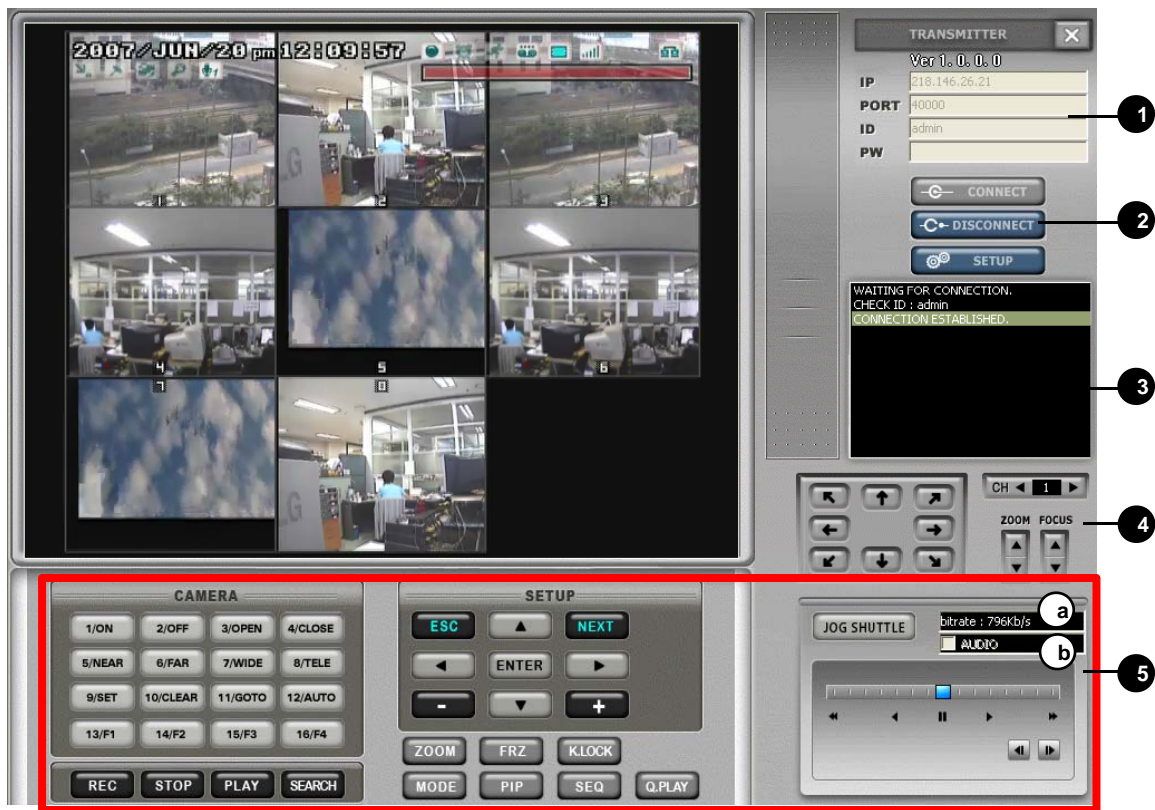 2007/JUN/20 pm 12:09:57
1
2
3
4
5
6
7
8
TRANSMITTER
Ver 1. 0. 0. 0
IP 218.146.26.21
PORT 40000
ID admin
PW
CONNECT
DISCONNECT
SETUP
WAITING FOR CONNECTION.
CHECK ID : admin
CONNECTION ESTABLISHED.
CH 1
ZOOM FOCUS
1
2
3
4
5
CAMERA
1/ON 2/OFF 3/OPEN 4/CLOSE
5/NEAR 6/FAR 7/WIDE 8/TELE
9/SET 10/CLEAR 11/GOTO 12/AUTO
13/F1 14/F2 15/F3 16/F4
REC STOP PLAY SEARCH
SETUP
ESC NEXT
ENTER
- +
ZOOM FRZ K.LOCK
MODE PIP SEQ Q.PLAY
JOG SHUTTLE
bitrate : 796Kb/s
a
AUDIO
b